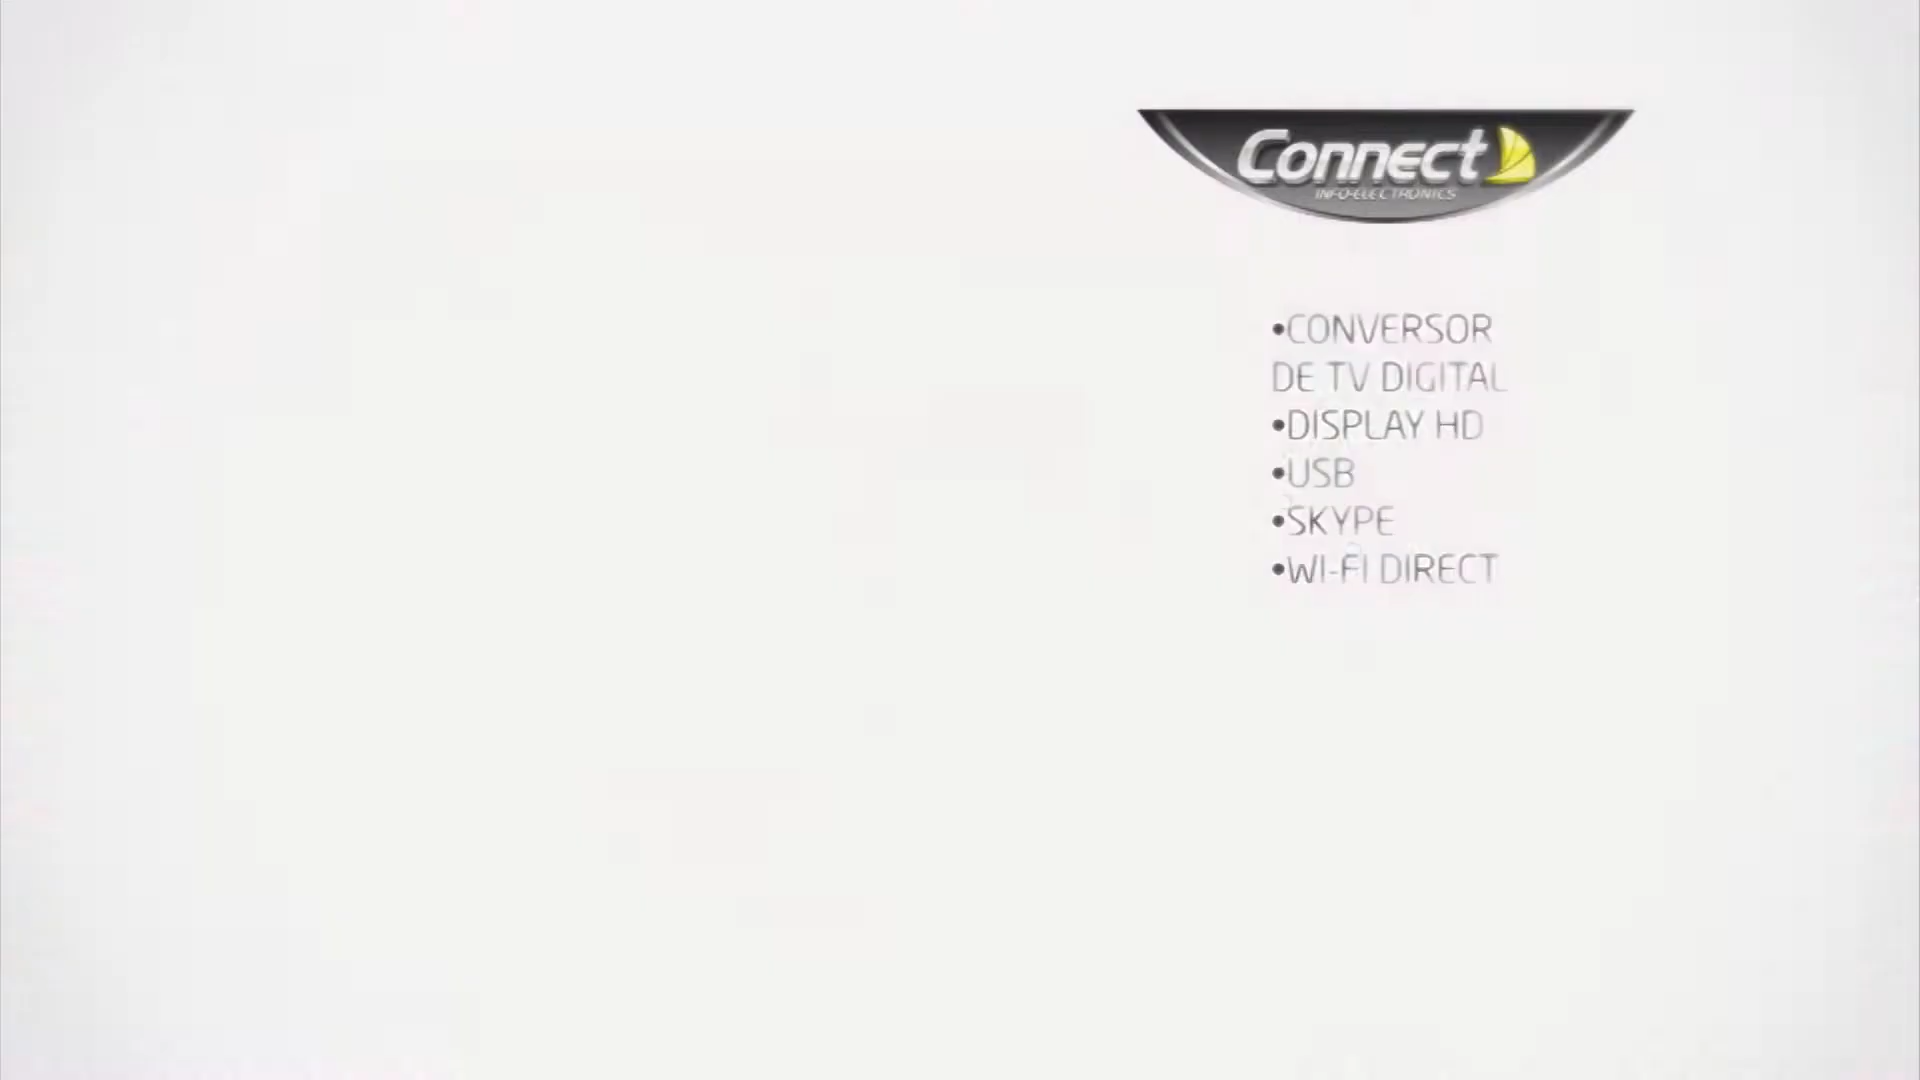 Connect
INFO-ELECTRONICS
•CONVERSOR
DE TV DIGITAL
•DISPLAY HD
•USB
•SKYPE
•WI-FI DIRECT